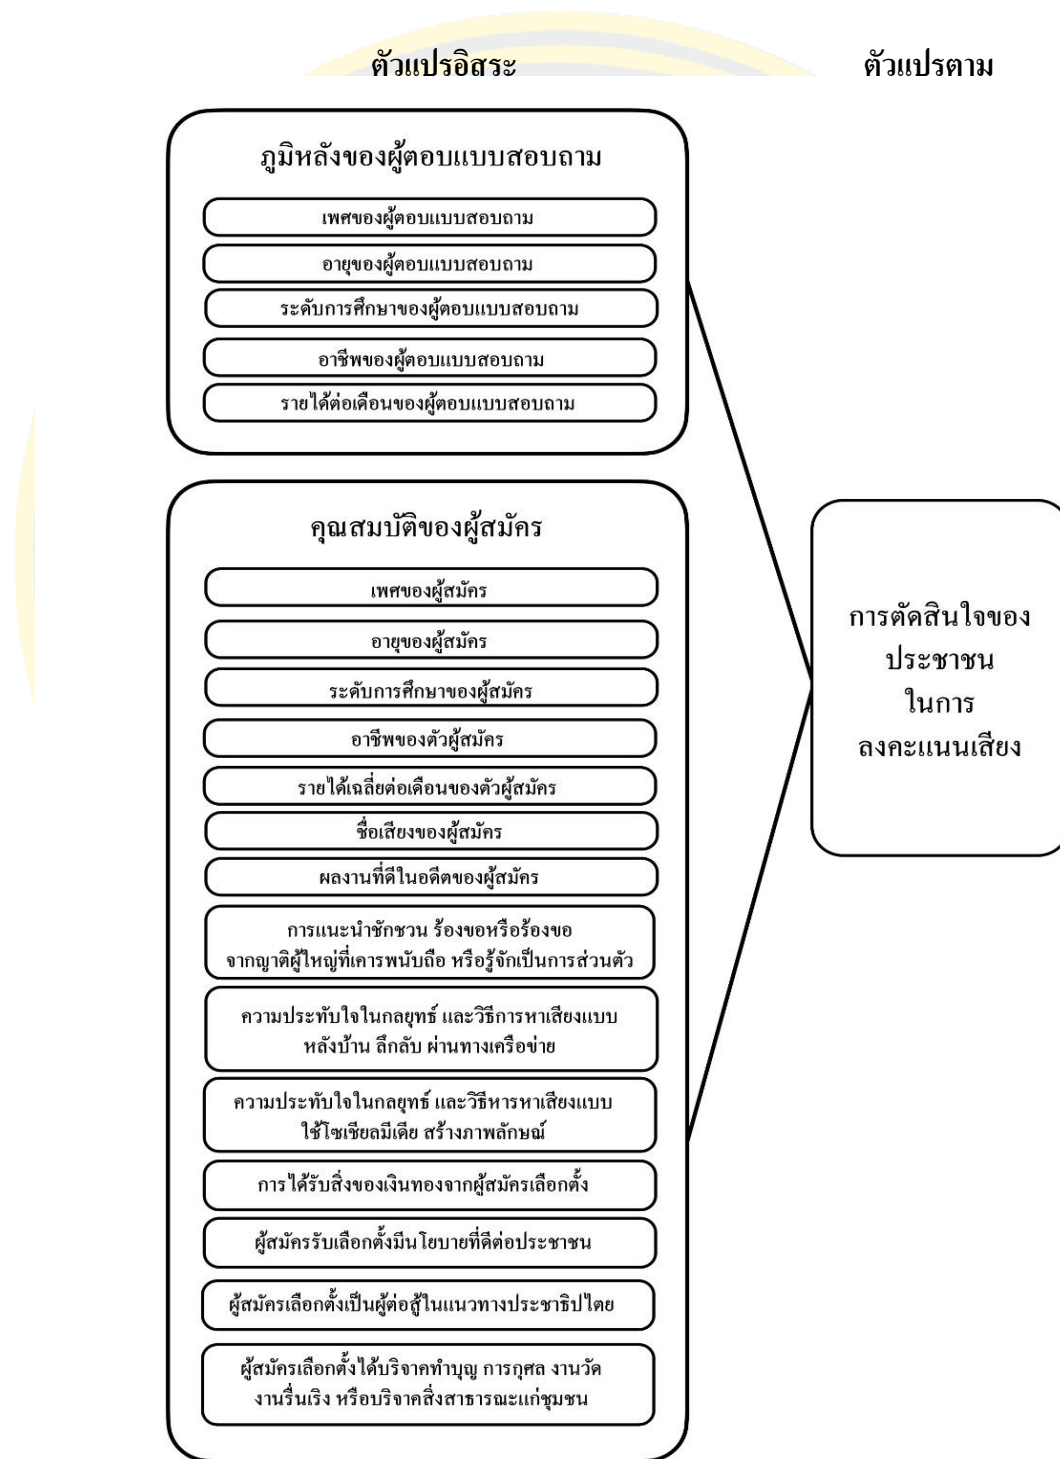 ตัวแปรอิสระ
ตัวแปรตาม
ภูมิหลังของผู้ตอบแบบสอบถาม
เพศของผู้ตอบแบบสอบถาม
อายุของผู้ตอบแบบสอบถาม
ระดับการศึกษาของผู้ตอบแบบสอบถาม
อาชีพของผู้ตอบแบบสอบถาม
รายได้ต่อเดือนของผู้ตอบแบบสอบถาม
คุณสมบัติของผู้สมัคร
เพศของผู้สมัคร
อายุของผู้สมัคร
ระดับการศึกษาของผู้สมัคร
อาชีพของตัวผู้สมัคร
รายได้เฉลี่ยต่อเดือนของตัวผู้สมัคร
ชื่อเสียงของผู้สมัคร
ผลงานที่ดีในอดีตของผู้สมัคร
การแนะนำชักชวน ร้องขอหรือร้องขอ
จากญาติผู้ใหญ่ที่เคารพนับถือ หรือรู้จักเป็นการส่วนตัว
ความประทับใจในกลยุทธ์ และวิธีการหาเสียงแบบ
หลังบ้าน ลึกลับ ผ่านทางเครือข่าย
ความประทับใจในกลยุทธ์ และวิธีหารหาเสียงแบบ
ใช้โซเชียลมีเดีย สร้างภาพลักษณ์
การได้รับสิ่งของเงินทองจากผู้สมัครเลือกตั้ง
ผู้สมัครรับเลือกตั้งมีนโยบายที่ดีต่อประชาชน
ผู้สมัครเลือกตั้งเป็นผู้ต่อสู้ในแนวทางประชาธิปไตย
ผู้สมัครเลือกตั้งได้บริจาคทำบุญ การกุศล งานวัด
งานรื่นเริง หรือบริจาคสิ่งสาธารณะแก่ชุมชน
การตัดสินใจของ
ประชาชน
ในการ
ลงคะแนนเสียง